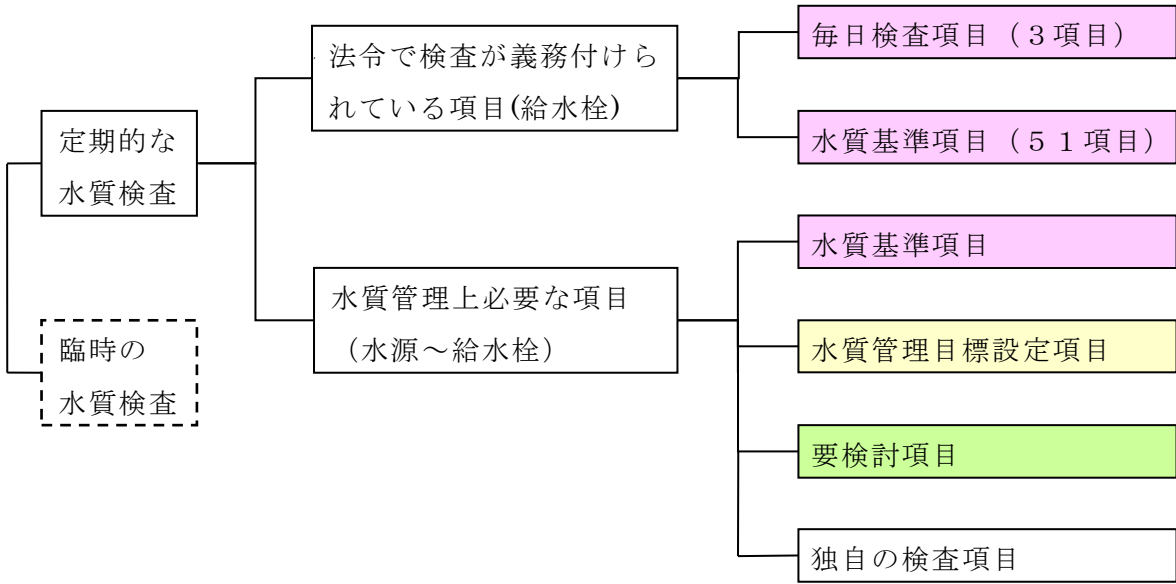 毎日検査項目（３項目）
法令で検査が義務付けら
れている項目(給水栓)
水質基準項目（５１項目）
定期的な
水質検査
水質基準項目
水質管理上必要な項目
（水源～給水栓）
水質管理目標設定項目
臨時の
水質検査
要検討項目
独自の検査項目